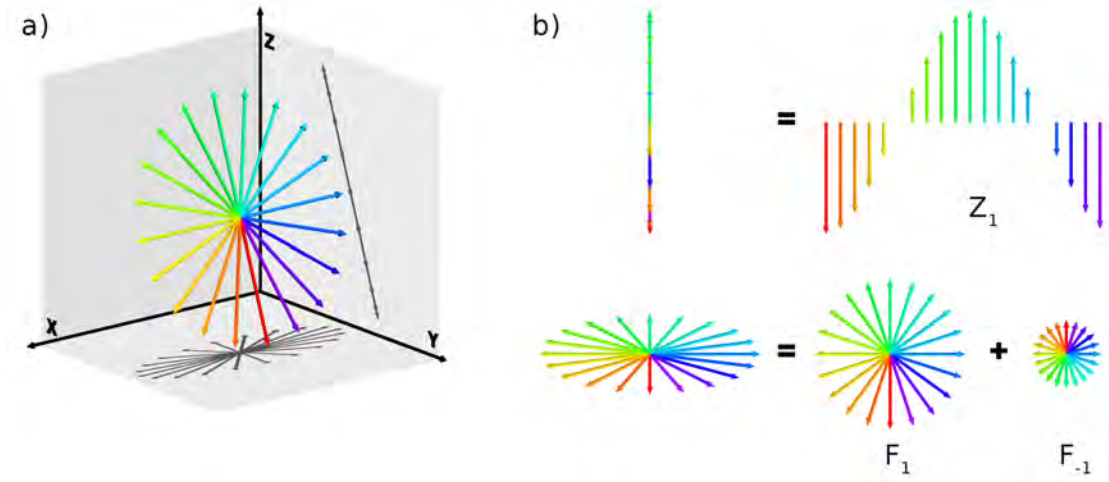 a)
Z
X
Y
b)
=
Z₁
=
+
F₁
F₋₁